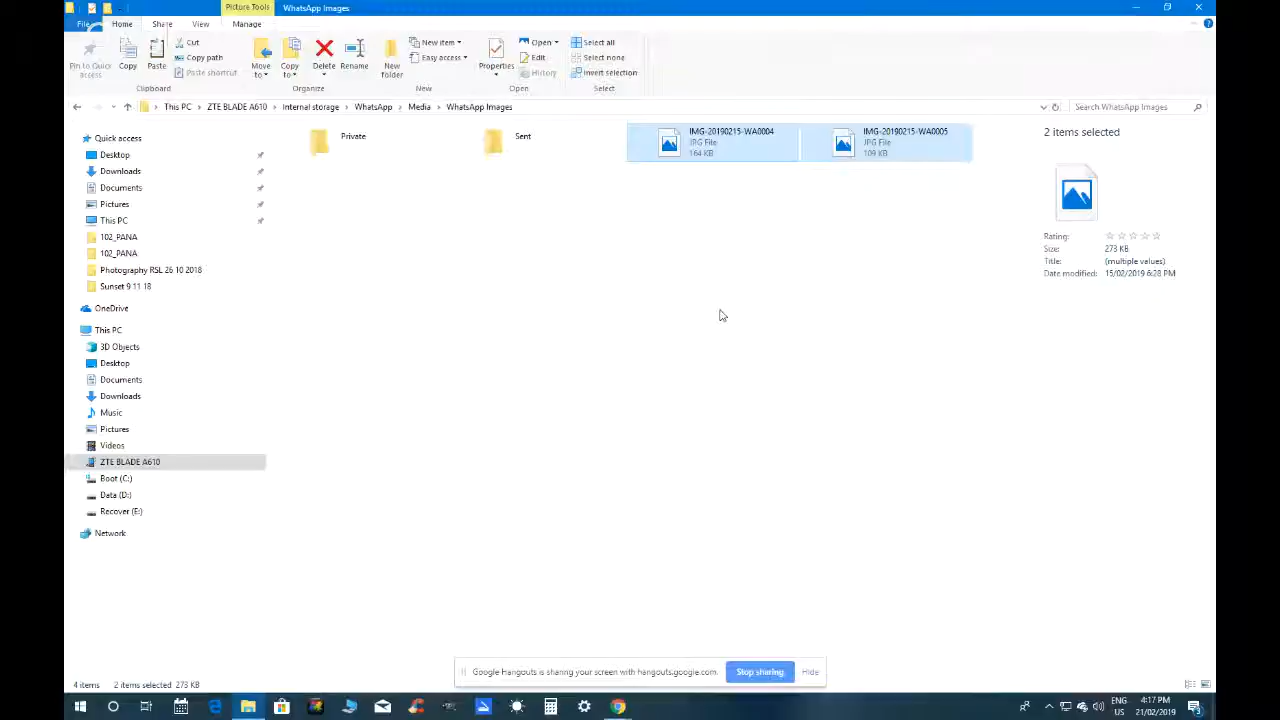 Picture Tools WhatsApp Images
File Home Share View Manage
Pin to Quick access
Copy
Paste
Cut
Copy path
Paste shortcut
Clipboard
Move to
Copy to
Delete
Rename
Organize
New folder
New item
Easy access
New
Properties
Open
Edit
History
Open
Select all
Select none
Invert selection
Select
This PC > ZTE BLADE A610 > Internal storage > WhatsApp > Media > WhatsApp Images
Search WhatsApp Images
Quick access
Desktop
Downloads
Documents
Pictures
This PC
102_PANA
102_PANA
Photography RSL 26 10 2018
Sunset 9 11 18
OneDrive
This PC
3D Objects
Desktop
Documents
Downloads
Music
Pictures
Videos
ZTE BLADE A610
Boot (C:)
Data (D:)
Recover (E:)
Network
Private
Sent
IMG-20190215-WA0004
JPG File
164 KB
IMG-20190215-WA0005
JPG File
109 KB
2 items selected
Rating:
Size: 273 KB
Title: (multiple values)
Date modified: 15/02/2019 6:28 PM
Google Hangouts is sharing your screen with hangouts.google.com.
Stop sharing
Hide
4 items 2 items selected 273 KB
ENG
US
4:17 PM
21/02/2019
3